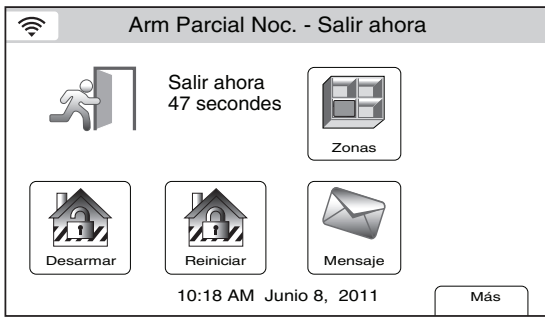 Arm Parcial Noc. - Salir ahora
Salir ahora
47 secondes
Zonas
Desarmar
Reiniciar
Mensaje
10:18 AM Junio 8, 2011
Más